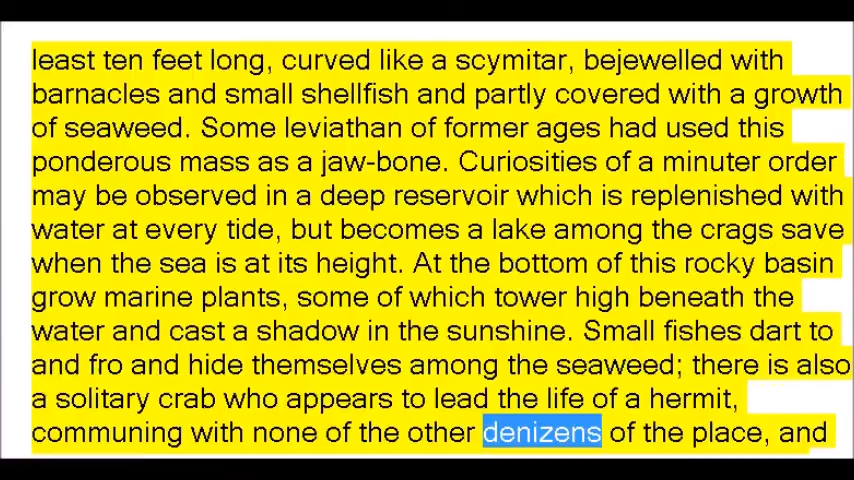 least ten feet long, curved like a scymitar, bejewelled with
barnacles and small shellfish and partly covered with a growth
of seaweed. Some leviathan of former ages had used this
ponderous mass as a jaw-bone. Curiosities of a minuter order
may be observed in a deep reservoir which is replenished with
water at every tide, but becomes a lake among the crags save
when the sea is at its height. At the bottom of this rocky basin
grow marine plants, some of which tower high beneath the
water and cast a shadow in the sunshine. Small fishes dart to
and fro and hide themselves among the seaweed; there is also
a solitary crab who appears to lead the life of a hermit,
communing with none of the other denizens of the place, and